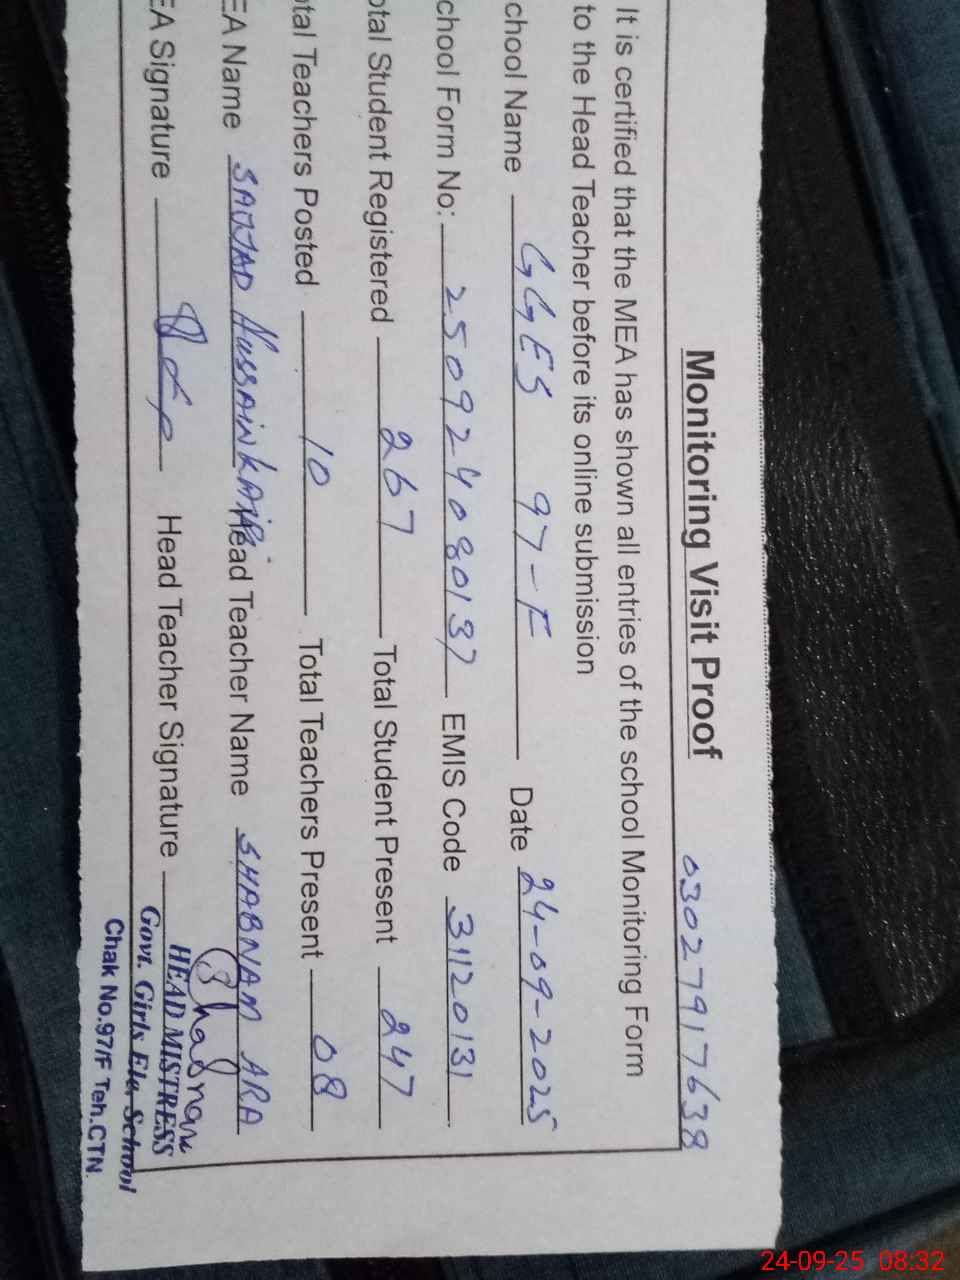 Monitoring Visit Proof 03027917638
It is certified that the MEA has shown all entries of the school Monitoring Form
to the Head Teacher before its online submission
chool Name GGES 97-F Date 24-09-2025
chool Form No: 250924080137 EMIS Code 31120131
otal Student Registered 267 Total Student Present 247
otal Teachers Posted 10 Total Teachers Present 08
EA Name SAJJAD HUSSAIN Head Teacher Name SHABNAM ARA
EA Signature Head Teacher Signature Shabnam
HEAD MISTRESS
Govt. Girls Ele. School
Chak No.97/F Teh.CTN.
24-09-25 08:32